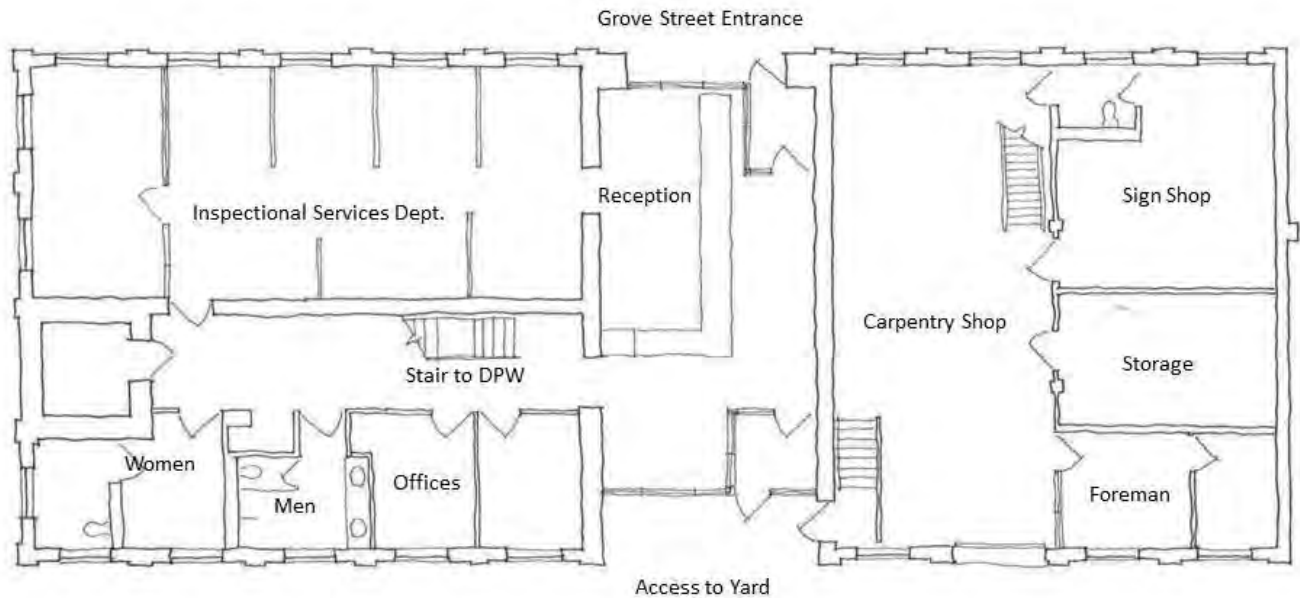 Grove Street Entrance
Inspectional Services Dept.
Reception
Sign Shop
Carpentry Shop
Storage
Stair to DPW
Women
Men
Offices
Foreman
Access to Yard